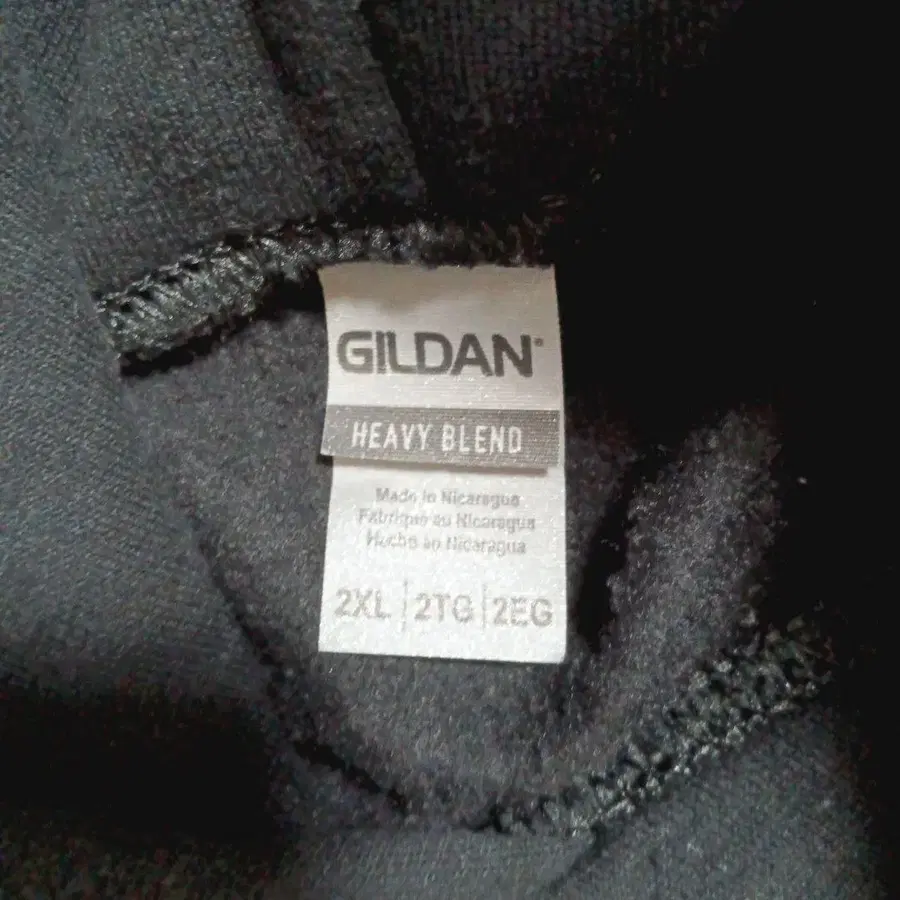 GILDAN®
HEAVY BLEND
Made in Nicaragua
Fabriqué au Nicaragua
Hecho en Nicaragua
2XL | 2TG | 2EG